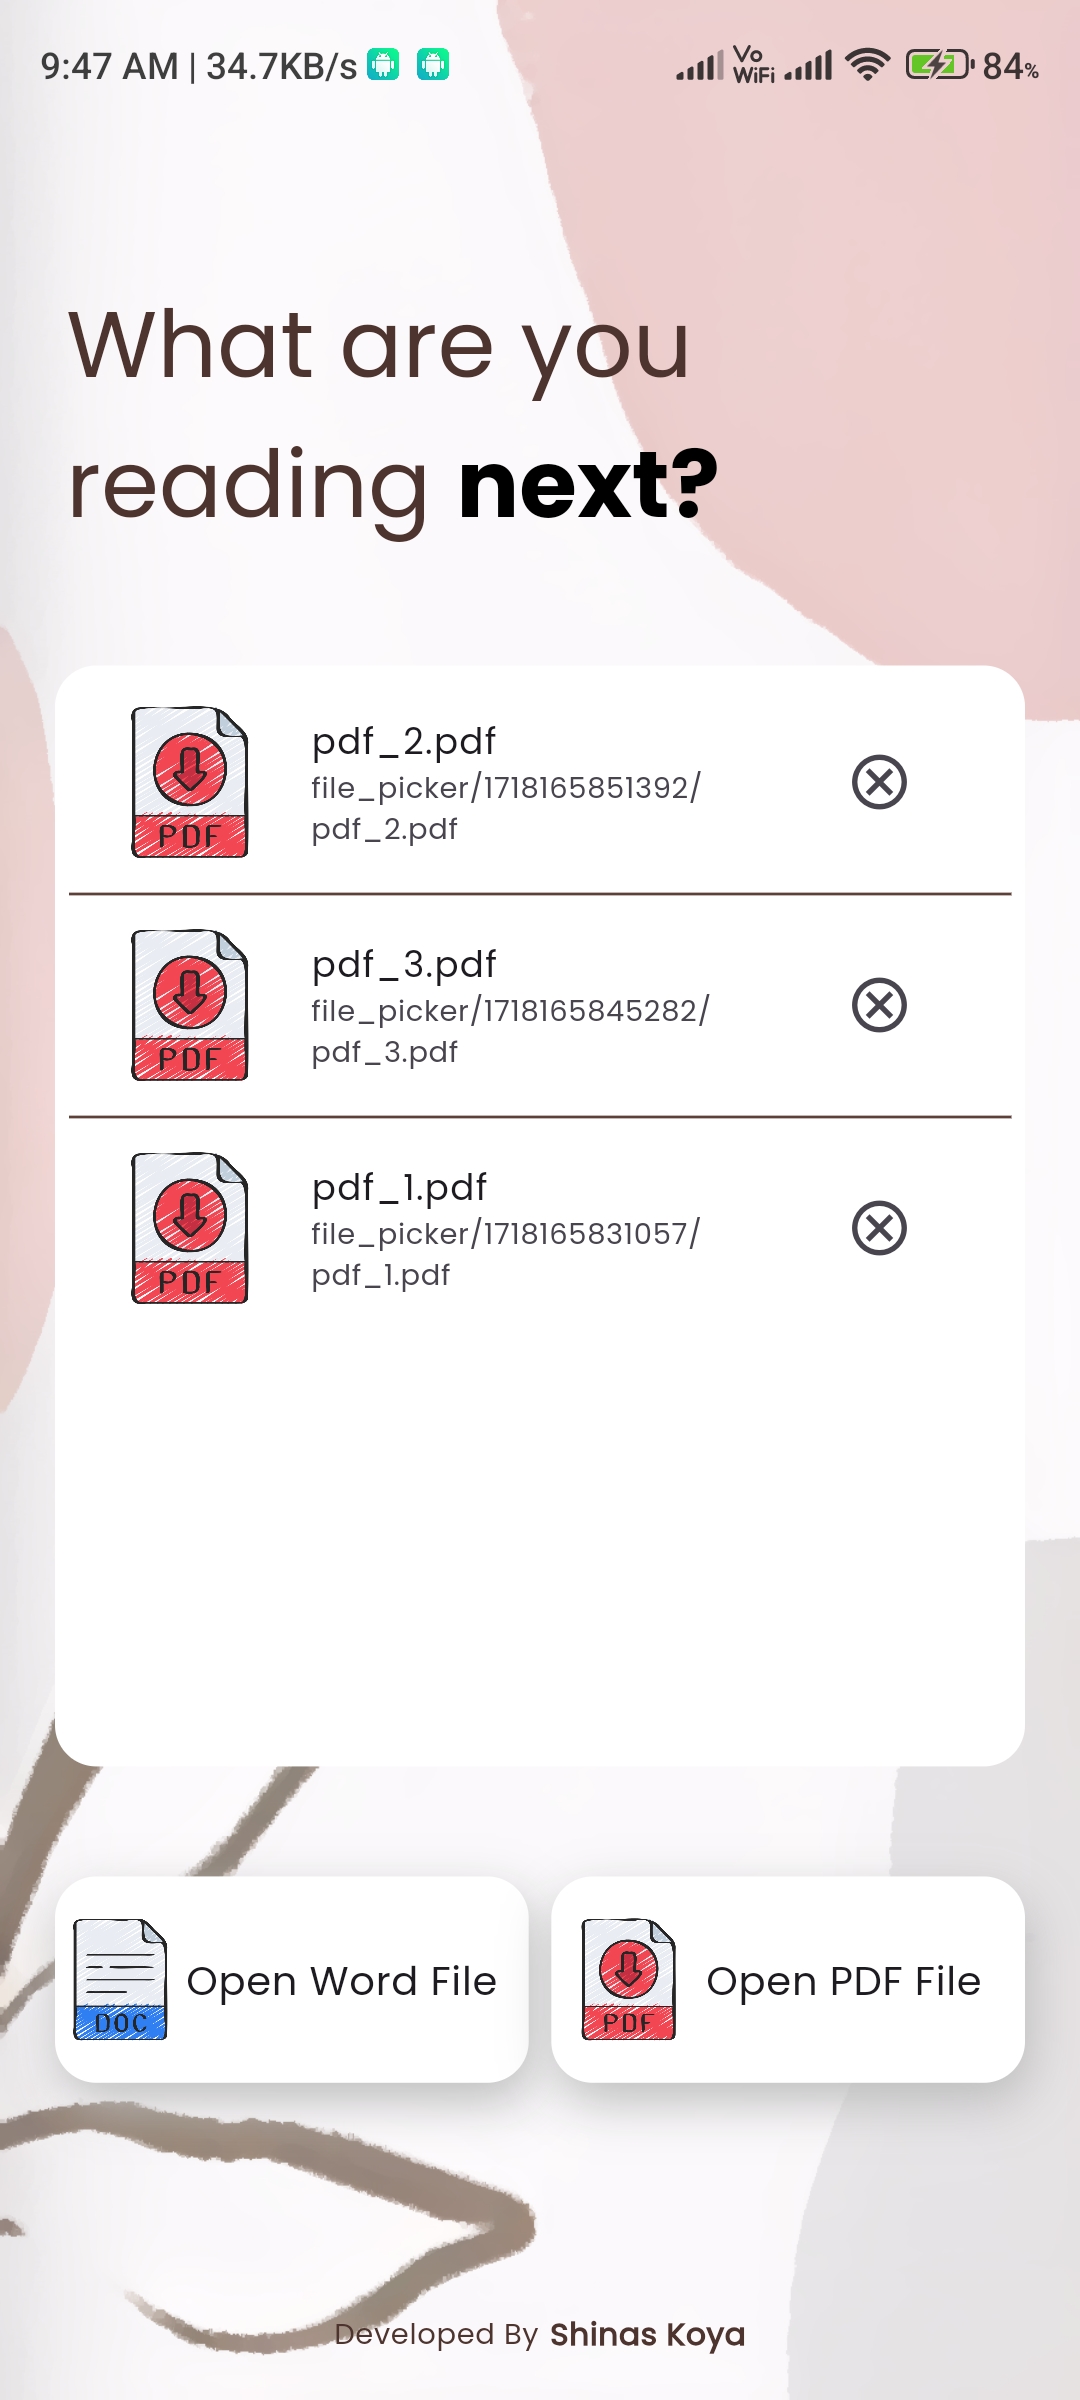 9:47 AM | 34.7KB/s Vo WiFi 84%
What are you
reading next?
PDF
pdf_2.pdf
file_picker/1718165851392/
pdf_2.pdf
PDF
pdf_3.pdf
file_picker/1718165845282/
pdf_3.pdf
PDF
pdf_1.pdf
file_picker/1718165831057/
pdf_1.pdf
DOC Open Word File
PDF Open PDF File
Developed By Shinas Koya